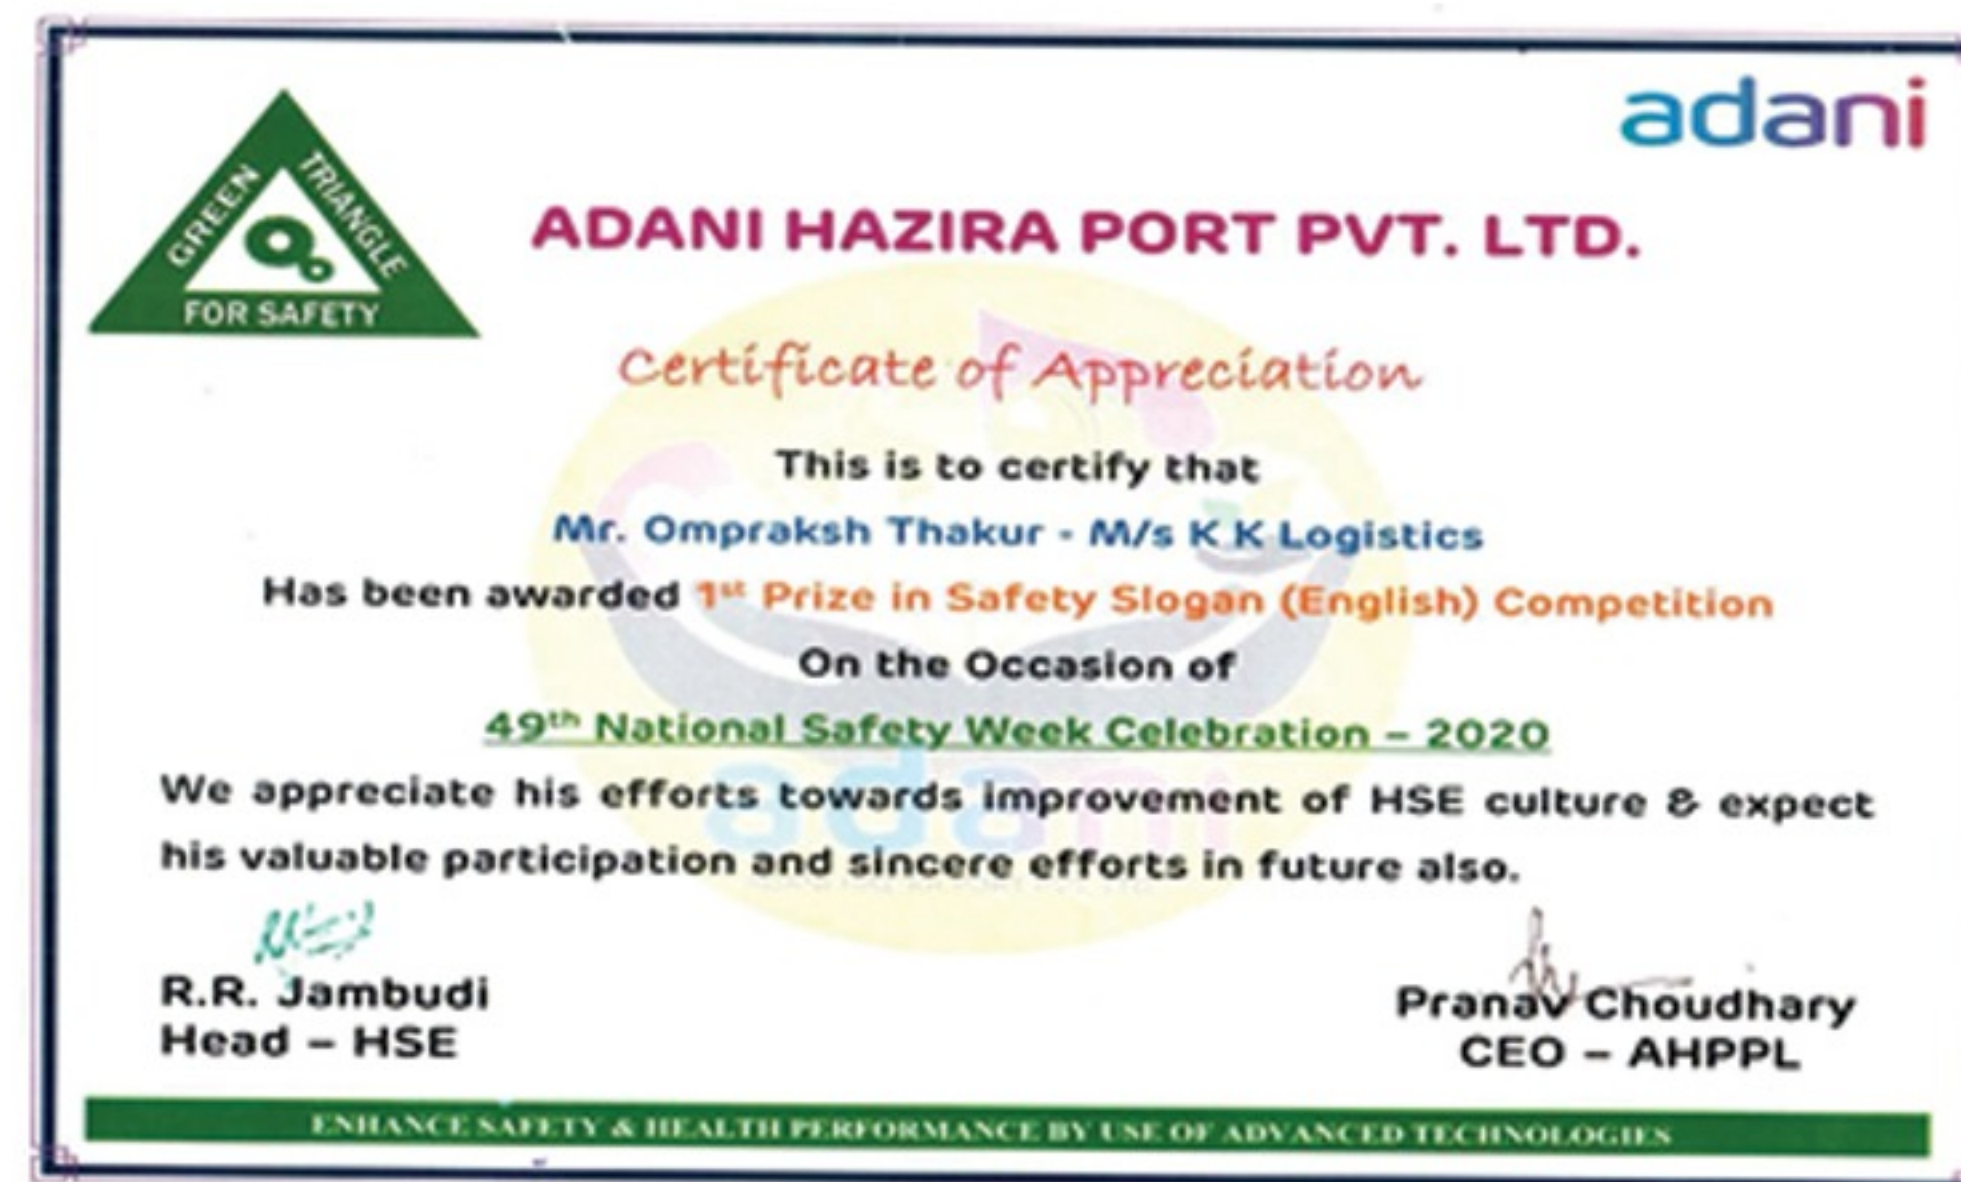 adani
GREEN TRIANGLE
FOR SAFETY
ADANI HAZIRA PORT PVT. LTD.
Certificate of Appreciation
This is to certify that
Mr. Ompraksh Thakur - M/s K K Logistics
Has been awarded 1st Prize in Safety Slogan (English) Competition
On the Occasion of
49th National Safety Week Celebration – 2020
adani
We appreciate his efforts towards improvement of HSE culture & expect
his valuable participation and sincere efforts in future also.
R.R. Jambudi
Head – HSE
Pranav Choudhary
CEO – AHPPL
ENHANCE SAFETY & HEALTH PERFORMANCE BY USE OF ADVANCED TECHNOLOGIES